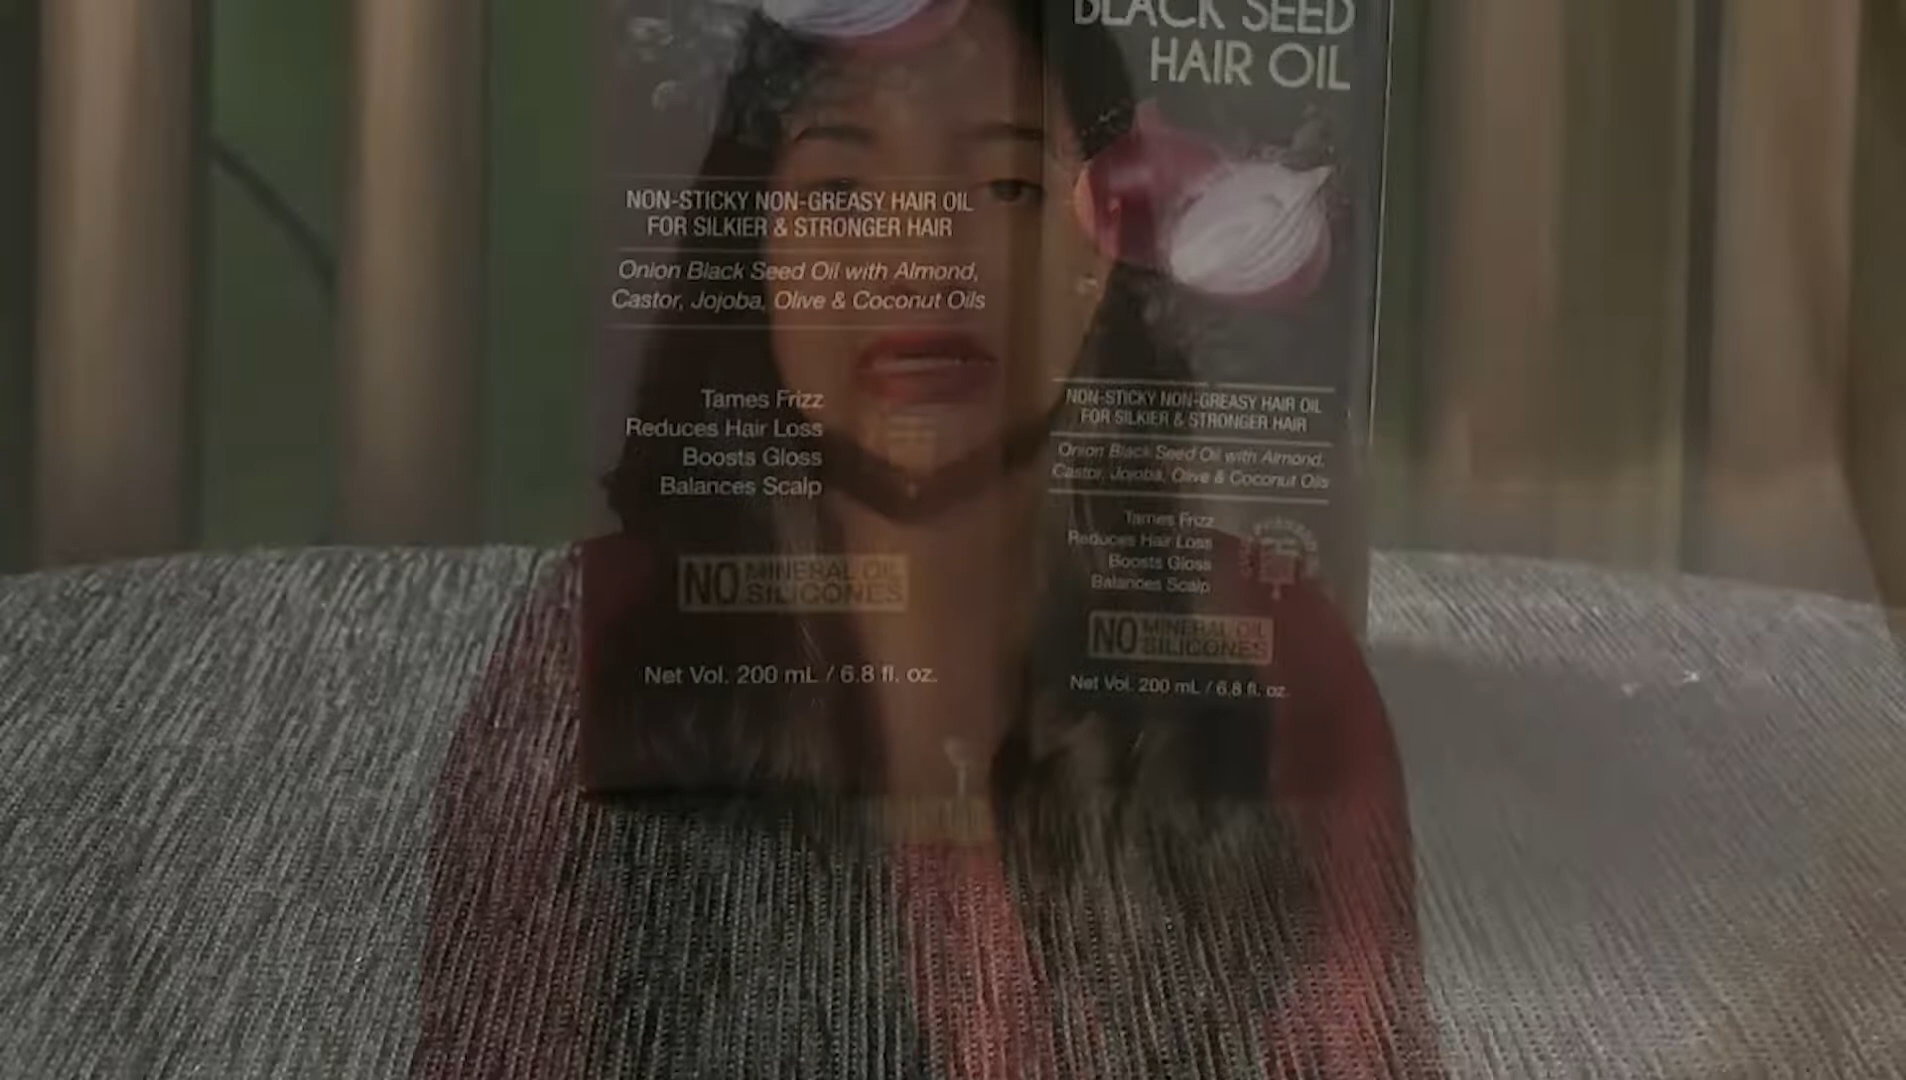 BLACK SEED
HAIR OIL
NON-STICKY NON-GREASY HAIR OIL
FOR SILKIER & STRONGER HAIR
Onion Black Seed Oil with Almond,
Castor, Jojoba, Olive & Coconut Oils
Tames Frizz
Reduces Hair Loss
Boosts Gloss
Balances Scalp
NO MINERAL OIL
SILICONES
Net Vol. 200 mL / 6.8 fl. oz.
NON-STICKY NON-GREASY HAIR OIL
FOR SILKIER & STRONGER HAIR
Onion Black Seed Oil with Almond,
Castor, Jojoba, Olive & Coconut Oils
Tames Frizz
Reduces Hair Loss
Boosts Gloss
Balances Scalp
NO MINERAL OIL
SILICONES
Net Vol. 200 mL / 6.8 fl. oz.